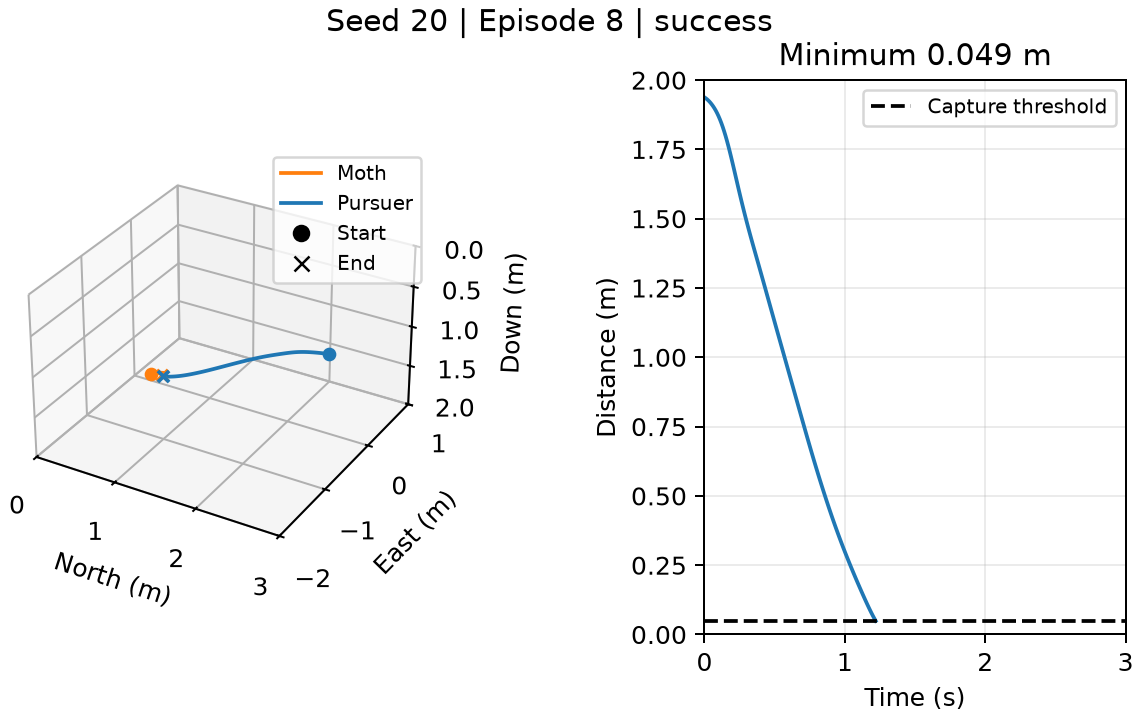 Seed 20 | Episode 8 | success
Moth
Pursuer
Start
End
0.0
0.5
1.0
1.5
2.0
Down (m)
1
0
−1
−2
East (m)
0
1
2
3
North (m)
Minimum 0.049 m
Capture threshold
2.00
1.75
1.50
1.25
1.00
0.75
0.50
0.25
0.00
Distance (m)
0
1
2
3
Time (s)